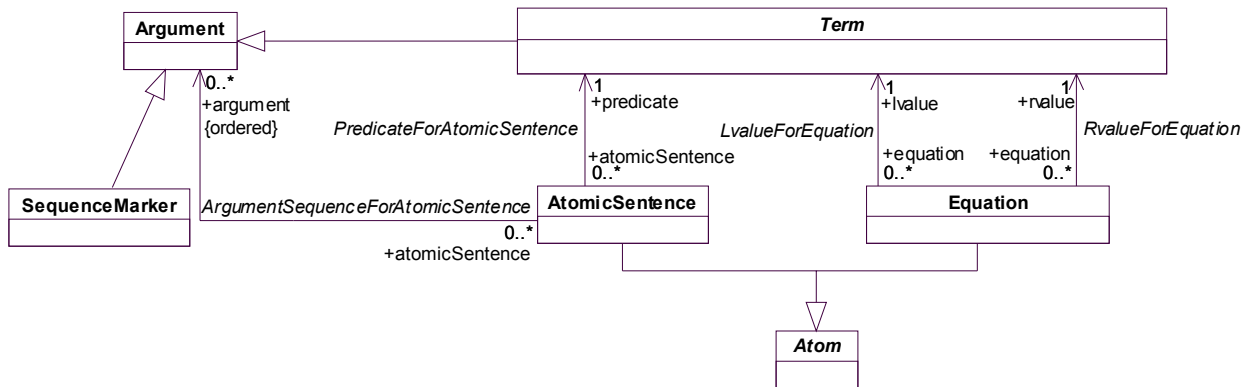 Argument
Term
0..*
+argument
{ordered}
1
+predicate
1
+lvalue
1
+rvalue
PredicateForAtomicSentence
LvalueForEquation
RvalueForEquation
+atomicSentence
0..*
+equation
0..*
+equation
0..*
SequenceMarker
ArgumentSequenceForAtomicSentence
AtomicSentence
Equation
0..*
+atomicSentence
Atom